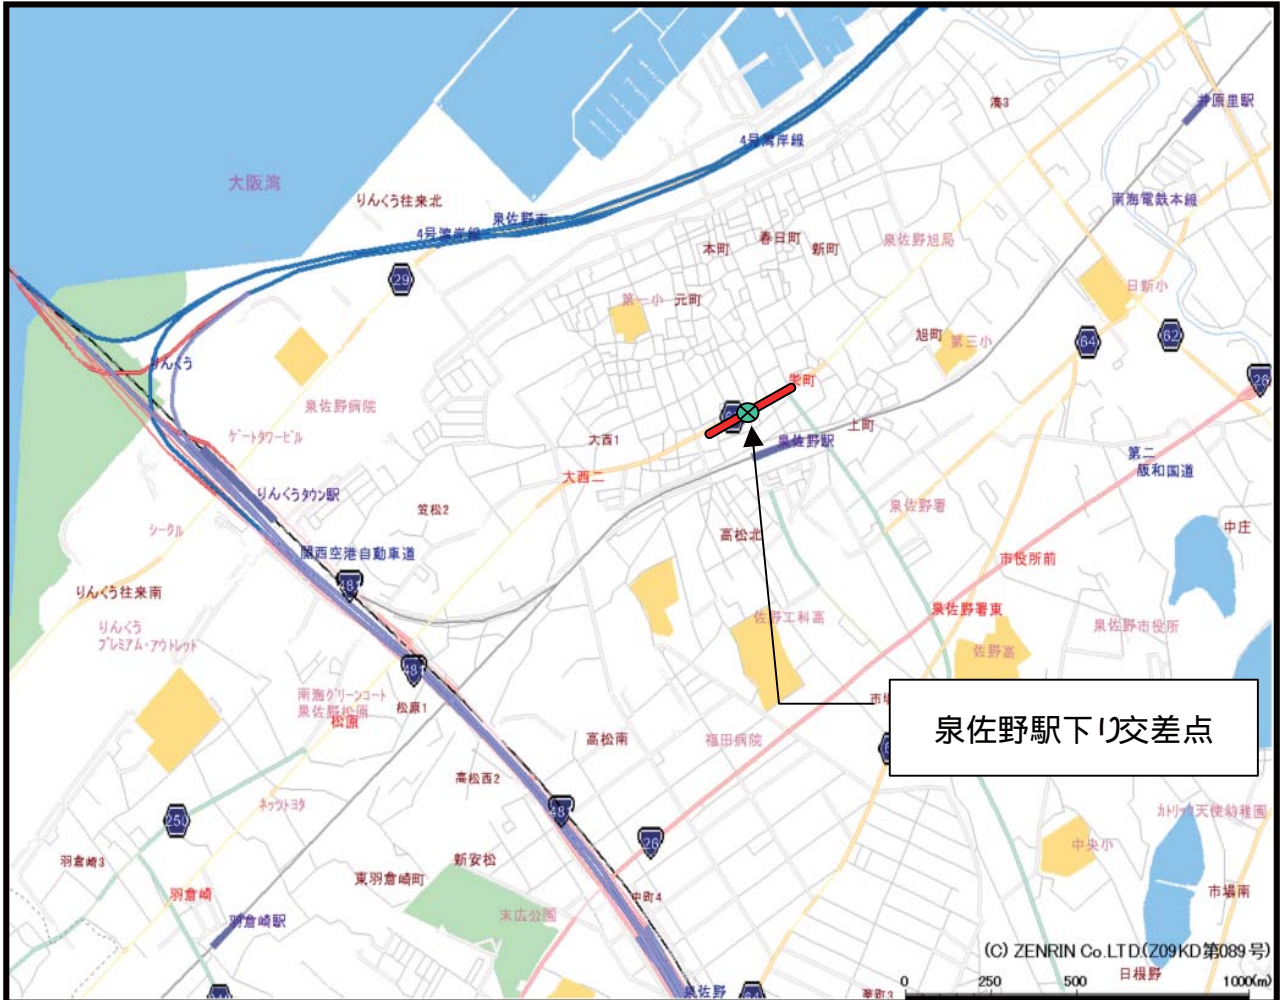 湊3
井原里駅
4号湾岸線
大阪湾
りんくう往来北
南海電鉄本線
泉佐野南
4号湾岸線
本町
春日町
新町
泉佐野旭局
29
日新小
第一小
元町
旭町
第三小
64
62
りんくう
栄町
26
泉佐野病院
ゲートタワービル
大西1
泉佐野駅
上町
第二
阪和国道
大西二
りんくうタウン駅
笠松2
泉佐野署
シークル
関西空港自動車道
高松北
中庄
市役所前
481
りんくう往来南
泉佐野署東
佐野工科高
りんくう
プレミアム・アウトレット
泉佐野市役所
佐野高
481
南海グリーンコート
泉佐野松原
松原
松原1
高松南
福田病院
泉佐野駅下り交差点
高松西2
ネッツトヨタ
250
481
26
カトリック天使幼稚園
中央小
羽倉崎3
新安松
東羽倉崎町
羽倉崎
中町4
市場南
末広公園
羽倉崎駅
(C) ZENRIN Co.LTD.(Z09KD第089号)
日根野
泉佐野
0 250 500 1000(m)